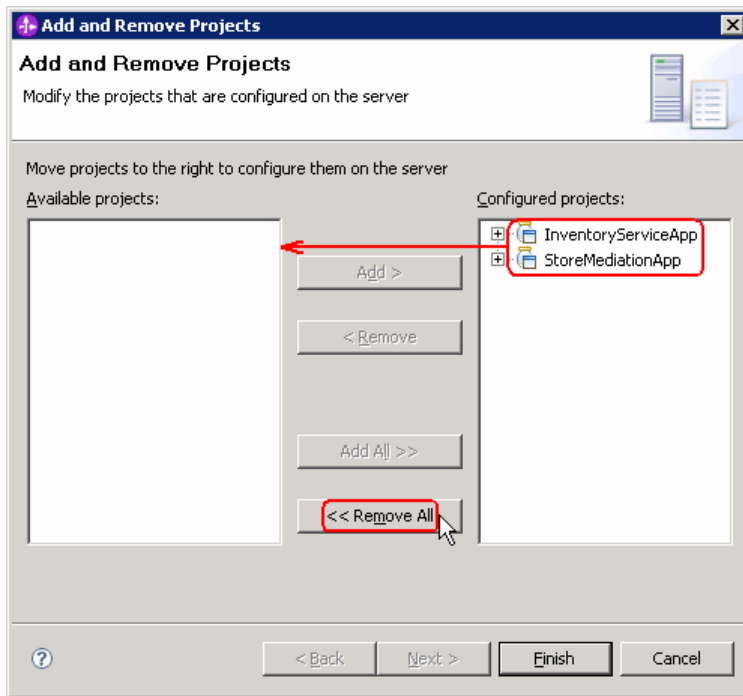 Add and Remove Projects
Add and Remove Projects
Modify the projects that are configured on the server
Move projects to the right to configure them on the server
Available projects:
Configured projects:
InventoryServiceApp
StoreMediationApp
Add >
< Remove
Add All >>
<< Remove All
< Back
Next >
Finish
Cancel